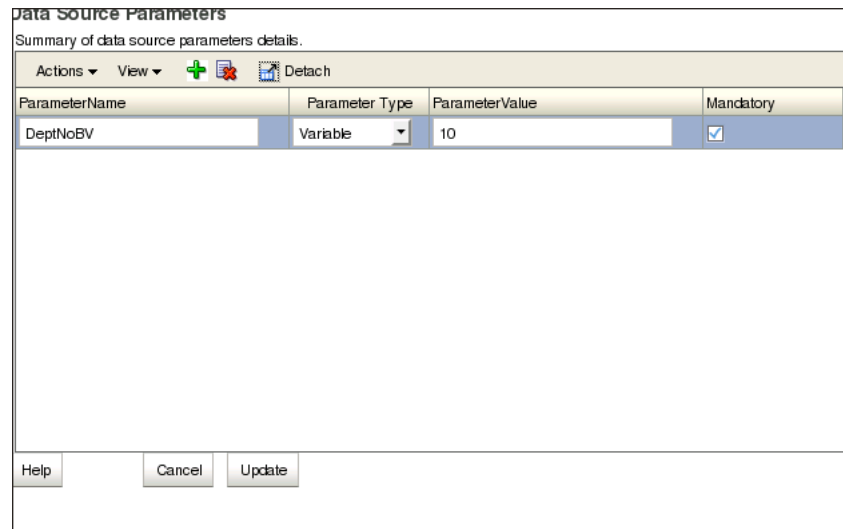 Data Source Parameters
Summary of data source parameters details.
Actions View Detach
ParameterName Parameter Type ParameterValue Mandatory
DeptNoBV Variable 10
Help Cancel Update